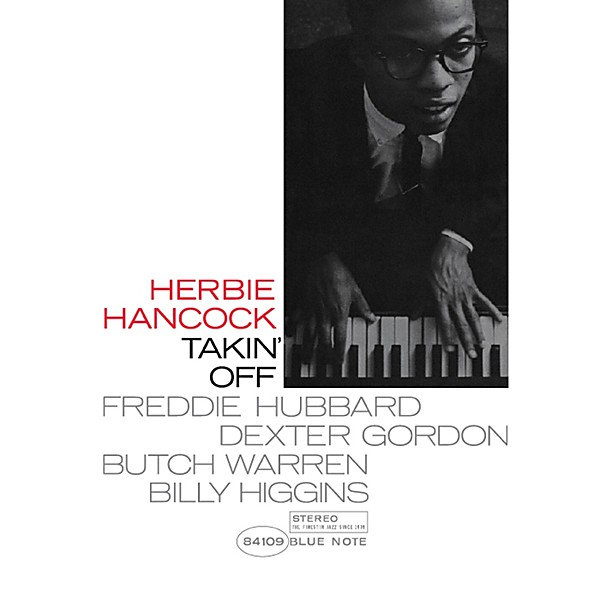 HERBIE
HANCOCK
TAKIN'
OFF
FREDDIE HUBBARD
DEXTER GORDON
BUTCH WARREN
BILLY HIGGINS
STEREO
THE FINEST IN JAZZ SINCE 1939
84109 BLUE NOTE